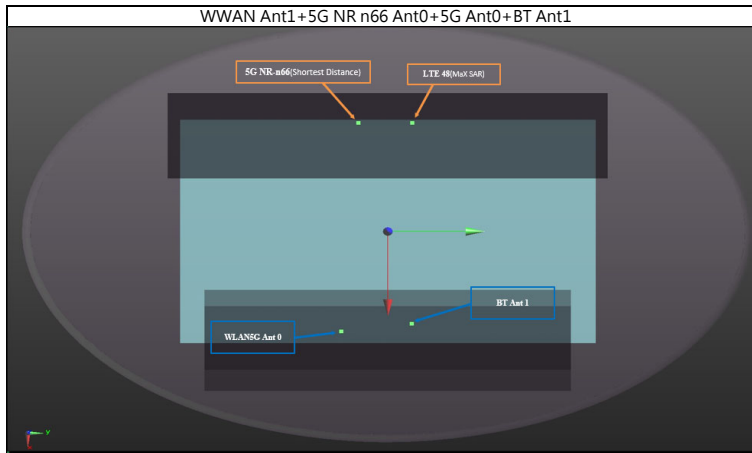 WWAN Ant1+5G NR n66 Ant0+5G Ant0+BT Ant1
5G NR-n66(Shortest Distance)
LTE 48(MaX SAR)
BT Ant 1
WLAN5G Ant 0
y